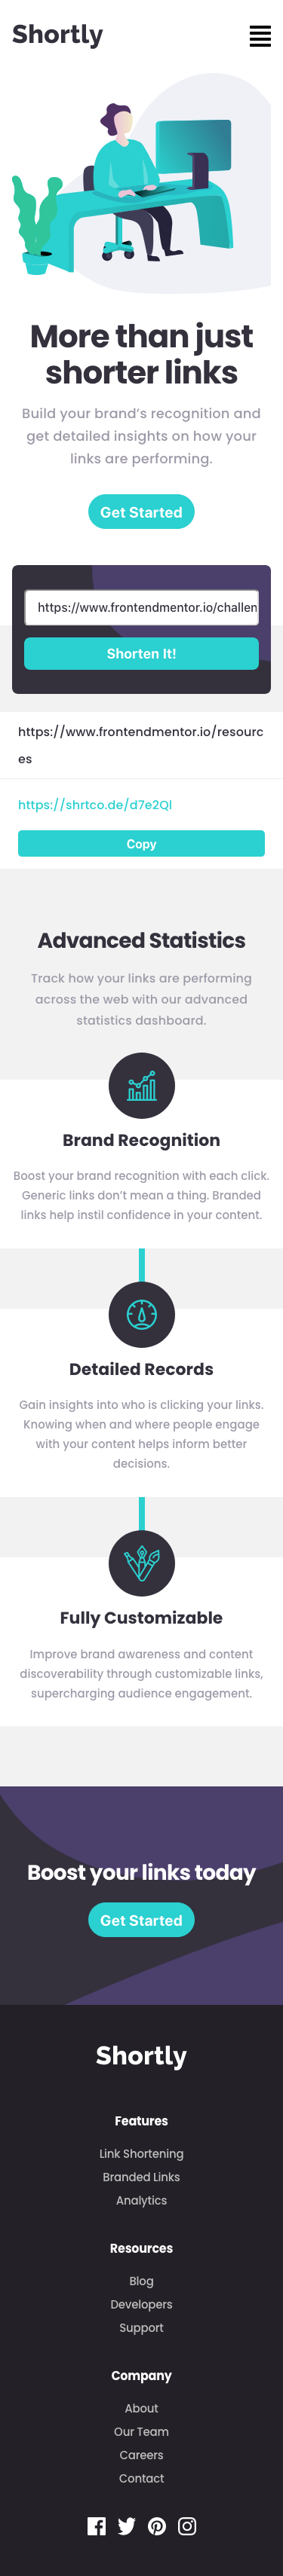 Shortly
More than just
shorter links
Build your brand’s recognition and
get detailed insights on how your
links are performing.
Get Started
https://www.frontendmentor.io/challen
Shorten It!
https://www.frontendmentor.io/resourc
es
https://shrtco.de/d7e2Ql
Copy
Advanced Statistics
Track how your links are performing
across the web with our advanced
statistics dashboard.
Brand Recognition
Boost your brand recognition with each click.
Generic links don’t mean a thing. Branded
links help instil confidence in your content.
Detailed Records
Gain insights into who is clicking your links.
Knowing when and where people engage
with your content helps inform better
decisions.
Fully Customizable
Improve brand awareness and content
discoverability through customizable links,
supercharging audience engagement.
Boost your links today
Get Started
Shortly
Features
Link Shortening
Branded Links
Analytics
Resources
Blog
Developers
Support
Company
About
Our Team
Careers
Contact